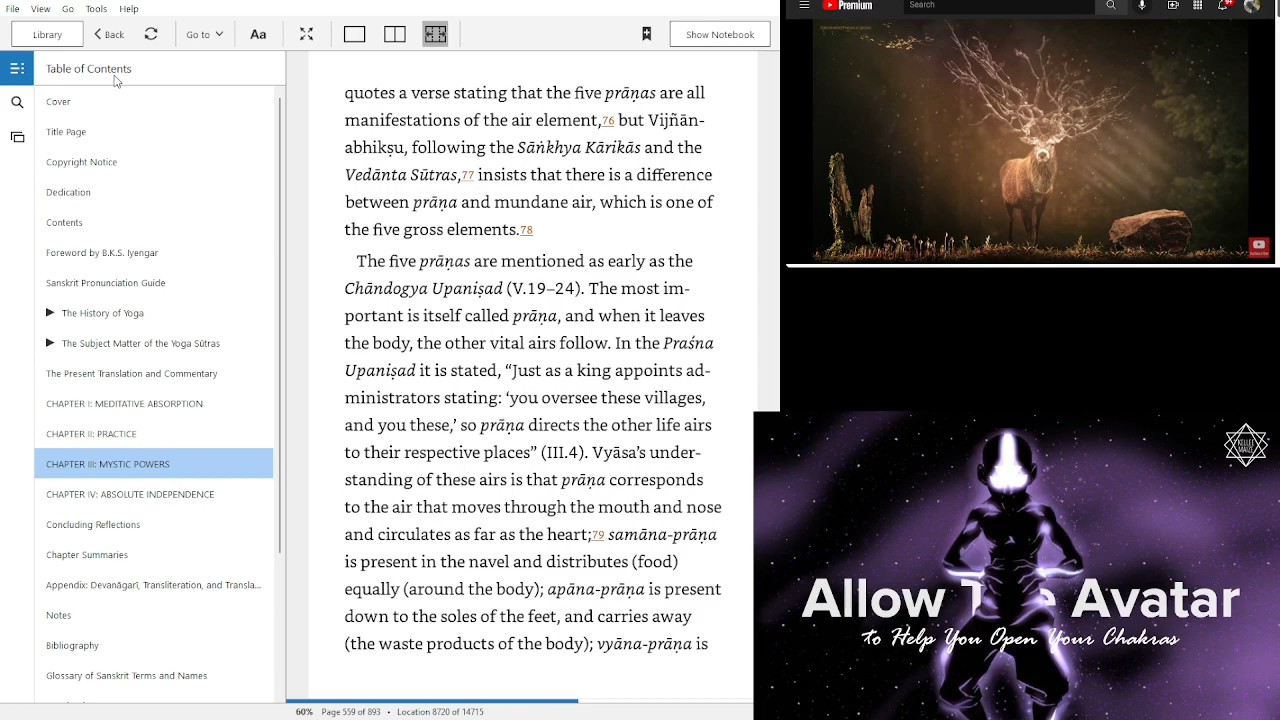 File View Go Tools Help
Library Back Go to Aa Show Notebook
Table of Contents
Cover
Title Page
Copyright Notice
Dedication
Contents
Foreword by B.K.S. Iyengar
Sanskrit Pronunciation Guide
The History of Yoga
The Subject Matter of the Yoga Sūtras
The Present Translation and Commentary
CHAPTER I: MEDITATIVE ABSORPTION
CHAPTER II: PRACTICE
CHAPTER III: MYSTIC POWERS
CHAPTER IV: ABSOLUTE INDEPENDENCE
Concluding Reflections
Chapter Summaries
Appendix: Devanāgarī, Transliteration, and Transla...
Notes
Bibliography
Glossary of Sanskrit Terms and Names
quotes a verse stating that the five prāṇas are all
manifestations of the air element,76 but Vijñān-
abhikṣu, following the Sāṅkhya Kārikās and the
Vedānta Sūtras,77 insists that there is a difference
between prāṇa and mundane air, which is one of
the five gross elements.78
The five prāṇas are mentioned as early as the
Chāndogya Upaniṣad (V.19–24). The most im-
portant is itself called prāṇa, and when it leaves
the body, the other vital airs follow. In the Praśna
Upaniṣad it is stated, “Just as a king appoints ad-
ministrators stating: ‘you oversee these villages,
and you these,’ so prāṇa directs the other life airs
to their respective places” (III.4). Vyāsa’s under-
standing of these airs is that prāṇa corresponds
to the air that moves through the mouth and nose
and circulates as far as the heart;79 samāna-prāṇa
is present in the navel and distributes (food)
equally (around the body); apāna-prāṇa is present
down to the soles of the feet, and carries away
(the waste products of the body); vyāna-prāṇa is
60% Page 559 of 893 • Location 8720 of 14715
Premium Search 9+
Allow T e Avatar
to Help You Open Your Chakras